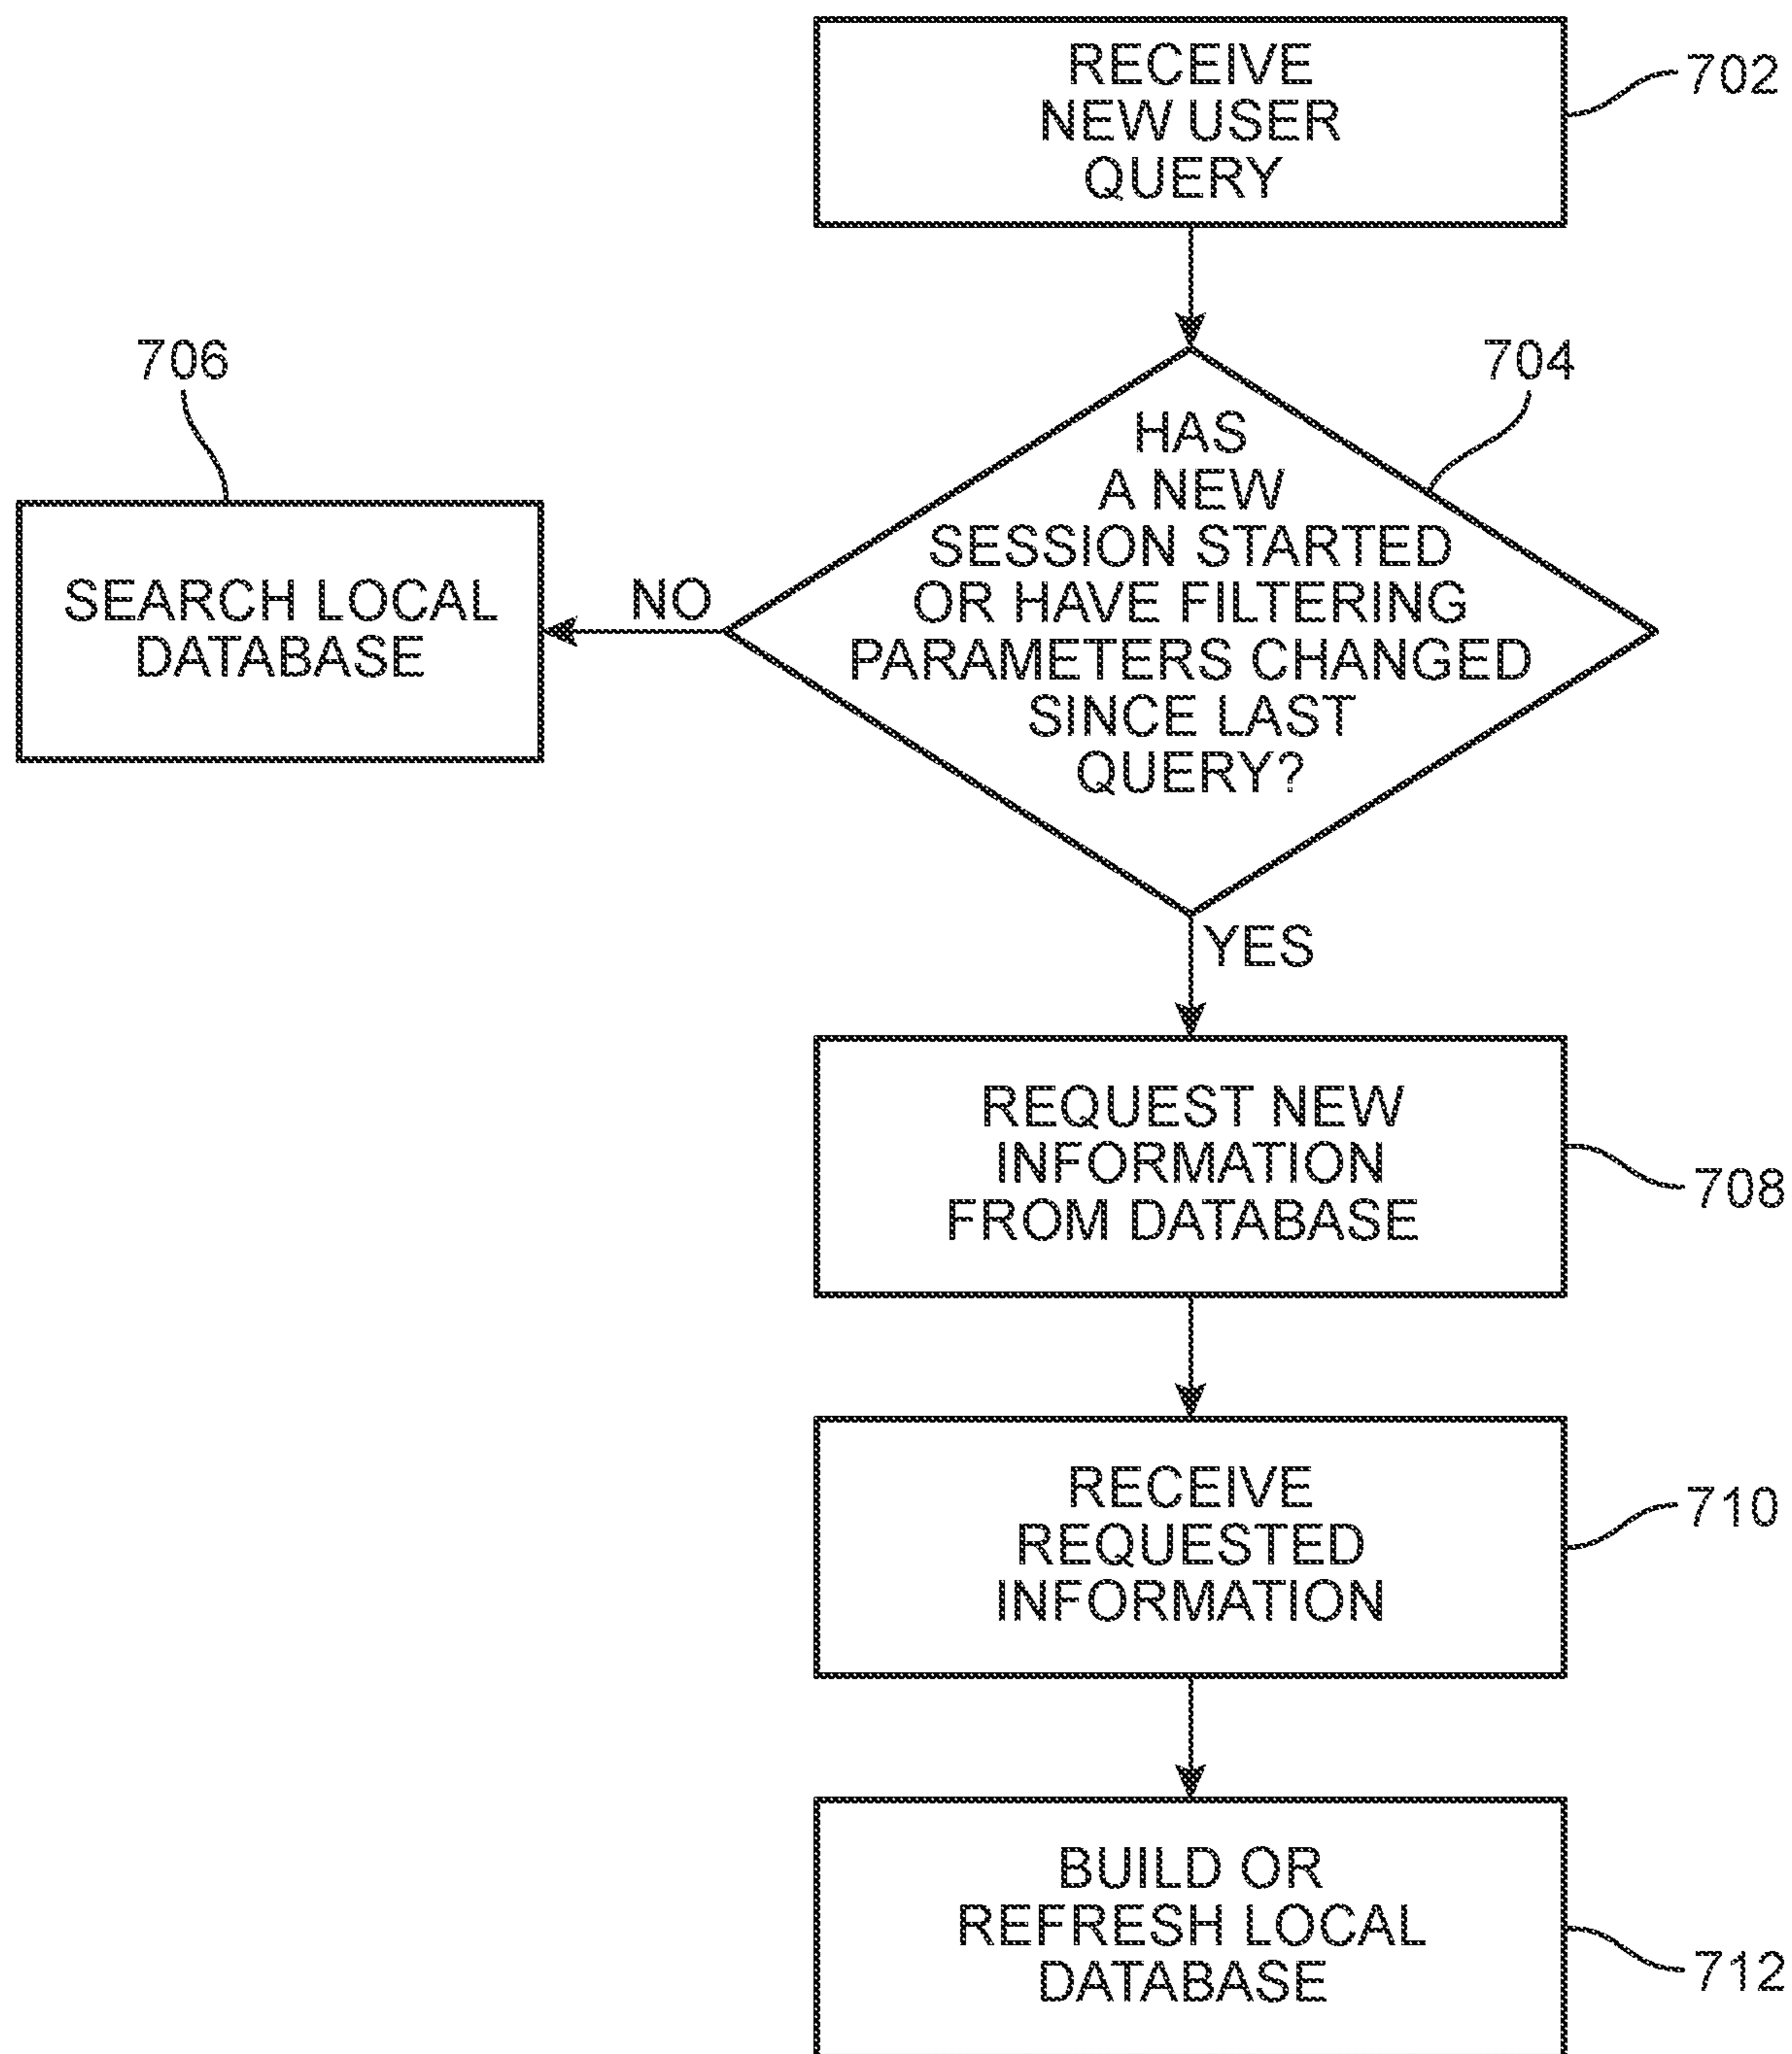 RECEIVE
NEW USER
QUERY
702
706
704
HAS
A NEW
SESSION STARTED
OR HAVE FILTERING
PARAMETERS CHANGED
SINCE LAST
QUERY?
NO
SEARCH LOCAL
DATABASE
YES
REQUEST NEW
INFORMATION
FROM DATABASE
708
RECEIVE
REQUESTED
INFORMATION
710
BUILD OR
REFRESH LOCAL
DATABASE
712